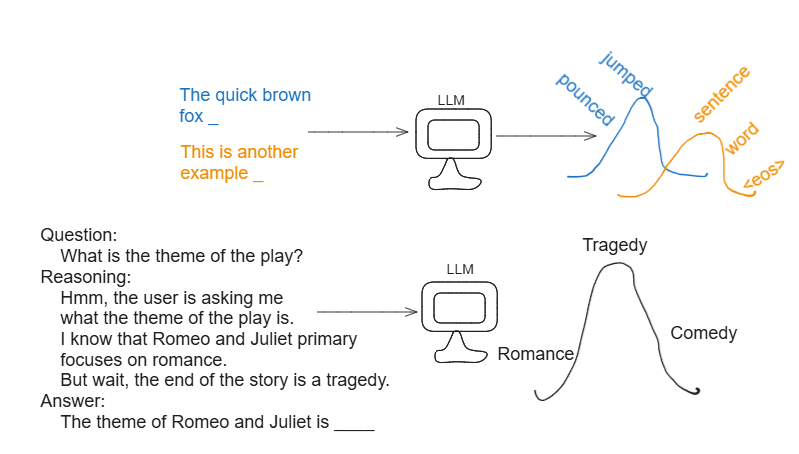 The quick brown
fox _
This is another
example _
LLM
pounced
jumped
sentence
word
<eos>
Question:
What is the theme of the play?
Reasoning:
Hmm, the user is asking me
what the theme of the play is.
I know that Romeo and Juliet primary
focuses on romance.
But wait, the end of the story is a tragedy.
Answer:
The theme of Romeo and Juliet is ____
LLM
Romance
Tragedy
Comedy